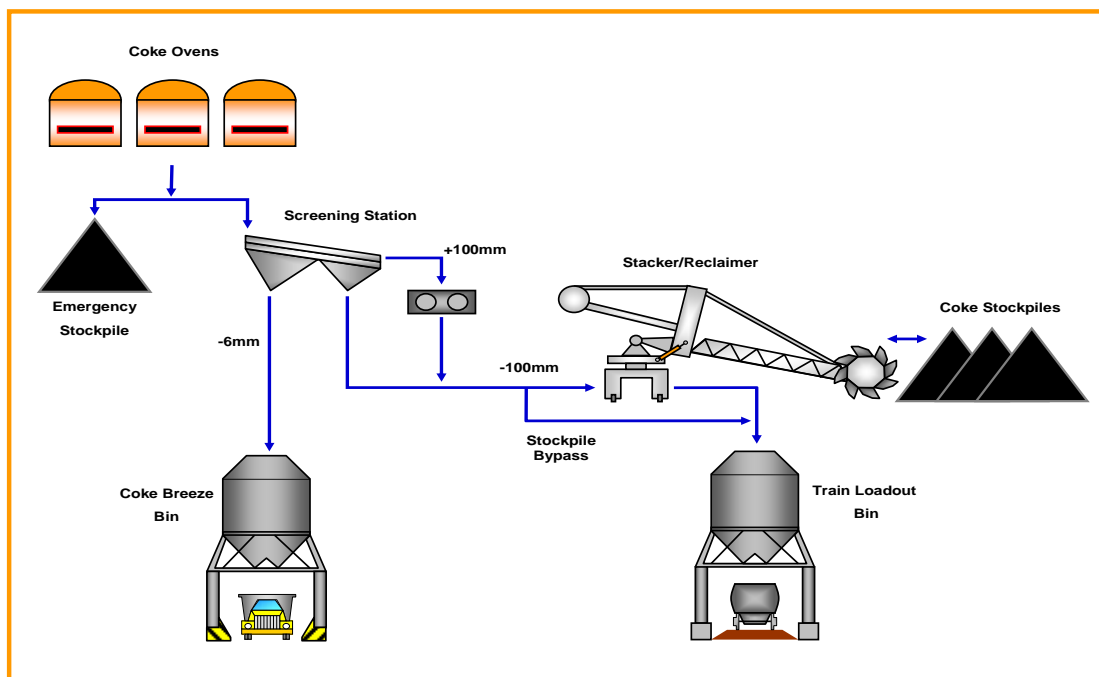 Coke Ovens
Screening Station
+100mm
Stacker/Reclaimer
Emergency
Stockpile
Coke Stockpiles
-6mm
-100mm
Stockpile
Bypass
Coke Breeze
Bin
Train Loadout
Bin